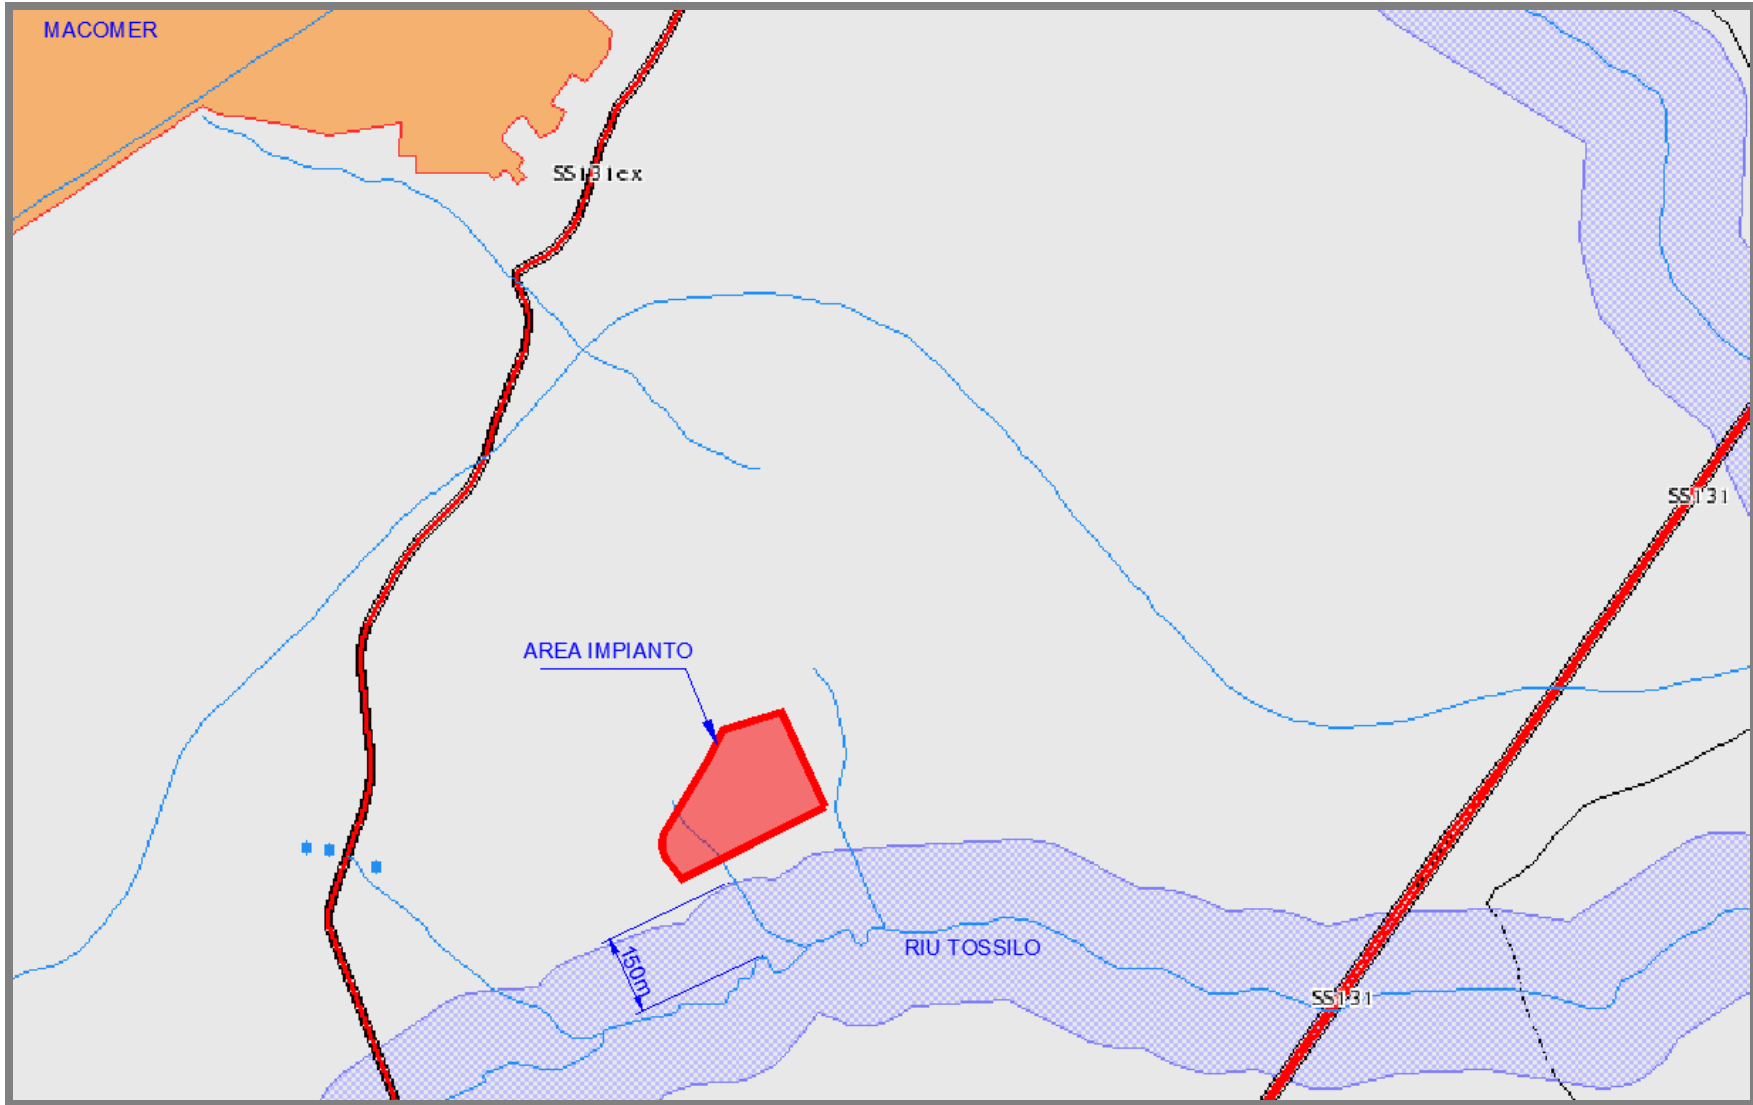 MACOMER
SS131ex
SS131
AREA IMPIANTO
RIU TOSSILO
150m
SS131